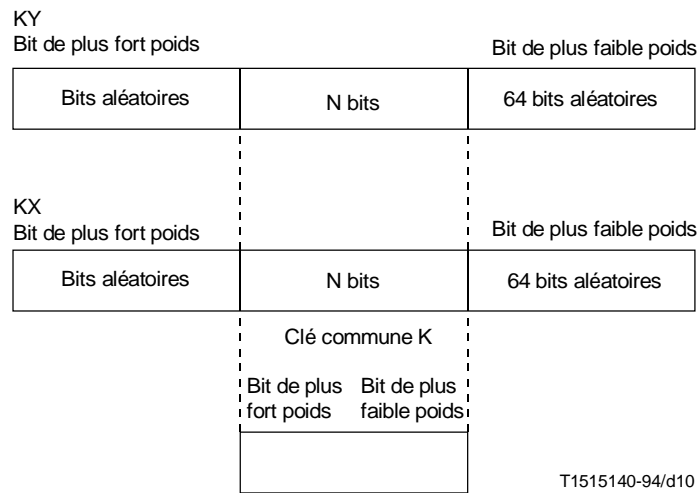 KY
Bit de plus fort poids
Bit de plus faible poids
Bits aléatoires
N bits
64 bits aléatoires
KX
Bit de plus fort poids
Bit de plus faible poids
Bits aléatoires
N bits
64 bits aléatoires
Clé commune K
Bit de plus
fort poids
Bit de plus
faible poids
T1515140-94/d10